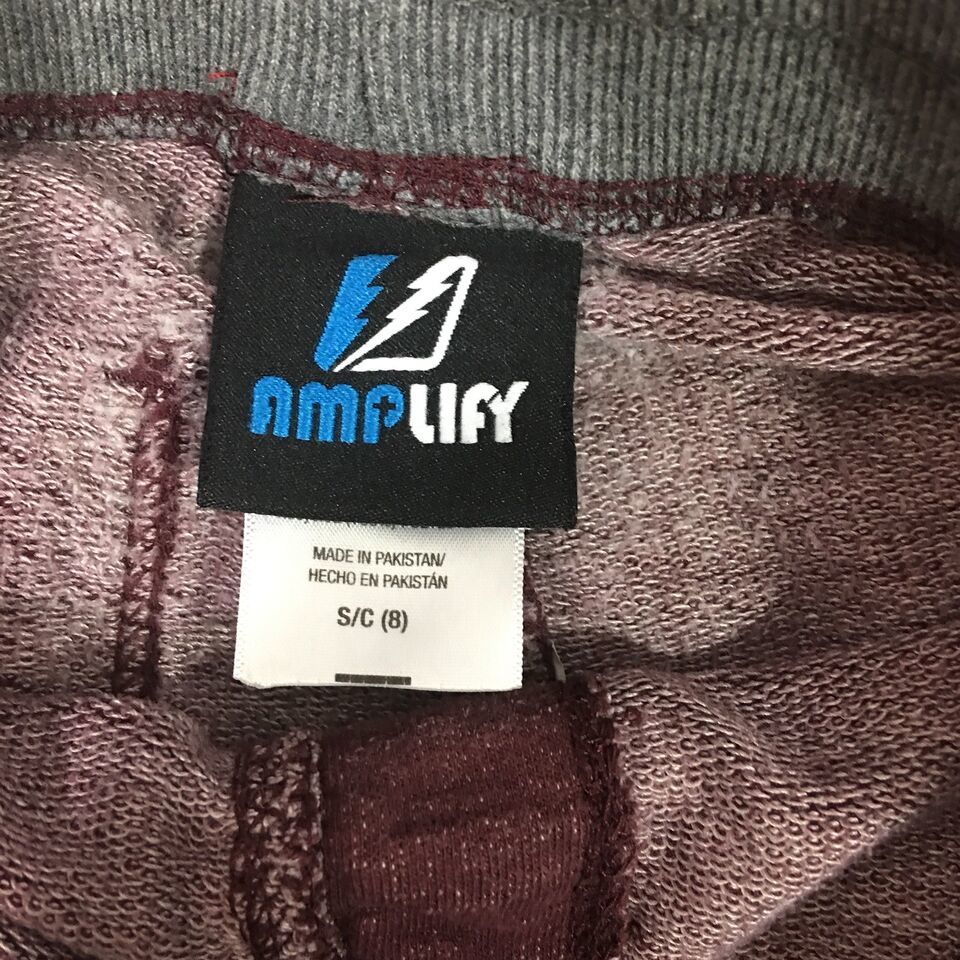 AMPLIFY
MADE IN PAKISTAN/
HECHO EN PAKISTÁN
S/C (8)